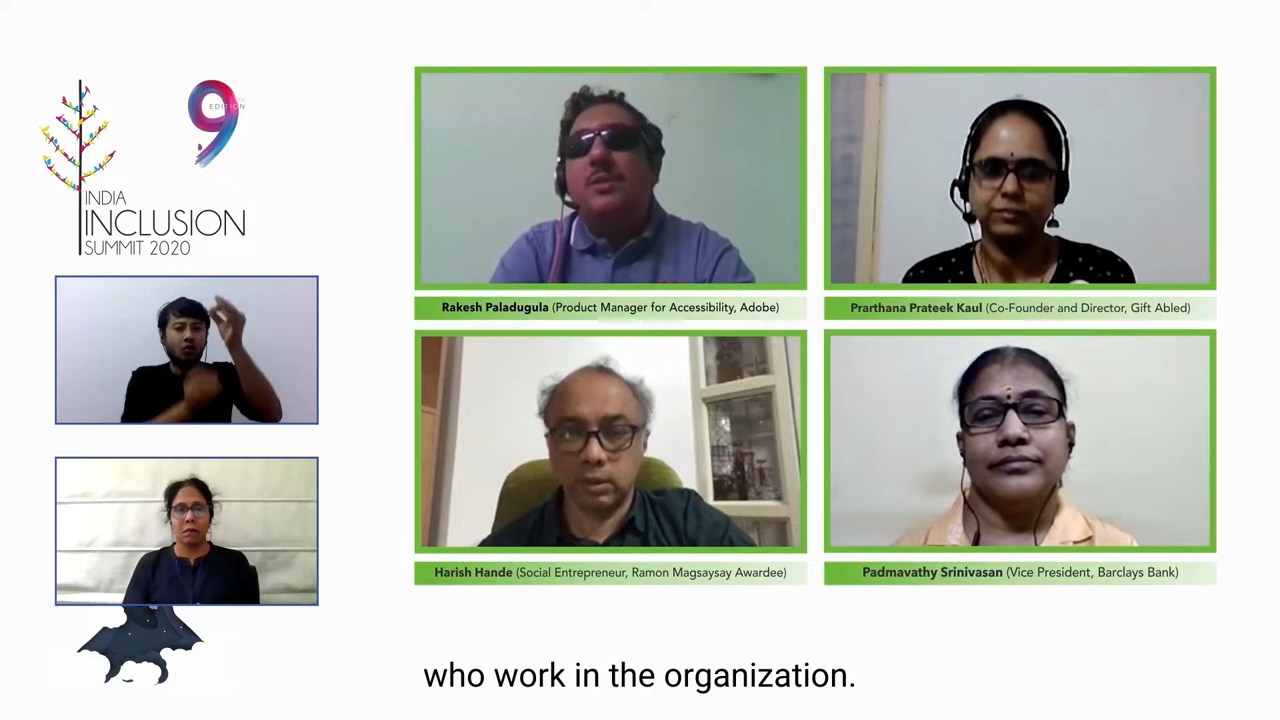 9
EDITION
INDIA
INCLUSION
SUMMIT 2020
Rakesh Paladugula (Product Manager for Accessibility, Adobe)
Prarthana Prateek Kaul (Co-Founder and Director, Gift Abled)
Harish Hande (Social Entrepreneur, Ramon Magsaysay Awardee)
Padmavathy Srinivasan (Vice President, Barclays Bank)
who work in the organization.